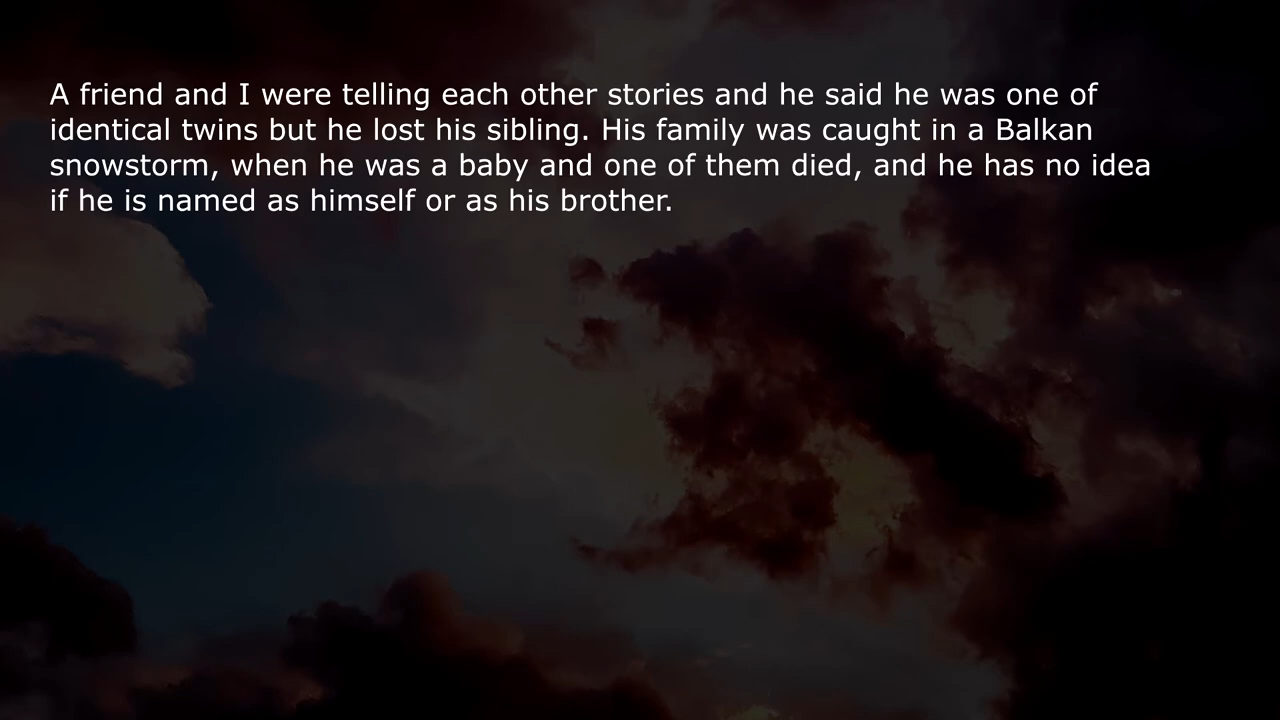 A friend and I were telling each other stories and he said he was one of
identical twins but he lost his sibling. His family was caught in a Balkan
snowstorm, when he was a baby and one of them died, and he has no idea
if he is named as himself or as his brother.